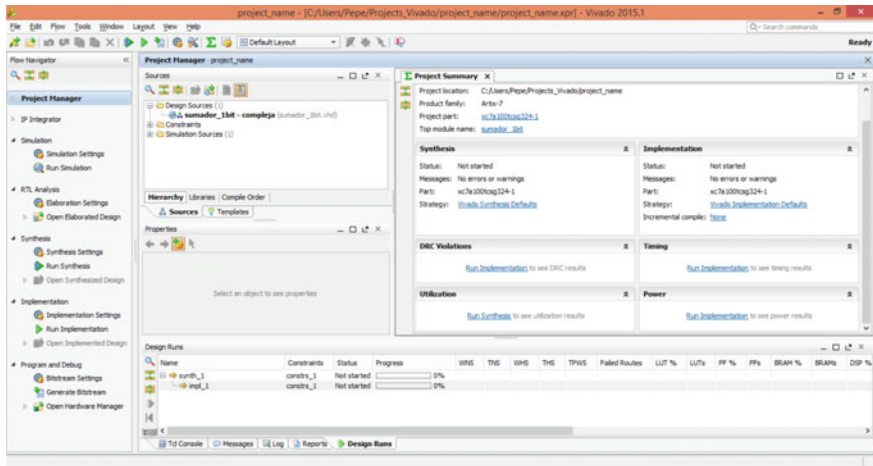 project_name - [C:/Users/Pepe/Projects_Vivado/project_name/project_name.xpr] - Vivado 2015.1
File Edit Flow Tools Window Layout View Help
Q- Search commands
Default Layout
Ready
Flow Navigator
Project Manager
IP Integrator
Simulation
Simulation Settings
Run Simulation
RTL Analysis
Elaboration Settings
Open Elaborated Design
Synthesis
Synthesis Settings
Run Synthesis
Open Synthesized Design
Implementation
Implementation Settings
Run Implementation
Open Implemented Design
Program and Debug
Bitstream Settings
Generate Bitstream
Open Hardware Manager
Project Manager project_name
Sources
Design Sources (1)
sumador_1bit - compleja (sumador_1bit.vhd)
Constraints
Simulation Sources (1)
Hierarchy Libraries Compile Order
Sources Templates
Properties
Select an object to see properties
Project Summary
Project location: C:/Users/Pepe/Projects_Vivado/project_name
Product family: Artix-7
Project part: xc7a100tcsg324-1
Top module name: sumador_1bit
Synthesis
Status: Not started
Messages: No errors or warnings
Part: xc7a100tcsg324-1
Strategy: Vivado Synthesis Defaults
Implementation
Status: Not started
Messages: No errors or warnings
Part: xc7a100tcsg324-1
Strategy: Vivado Implementation Defaults
Incremental compile: None
DRC Violations
Run Implementation to see DRC results
Timing
Run Implementation to see timing results
Utilization
Run Synthesis to see utilization results
Power
Run Implementation to see power results
Design Runs
Name Constraints Status Progress WNS TNS WHS THS TPWS Failed Routes LUT % LUTs FF % FFs BRAM % BRAMs DSP %
synth_1 constrs_1 Not started 0%
impl_1 constrs_1 Not started 0%
Tcl Console Messages Log Reports Design Runs